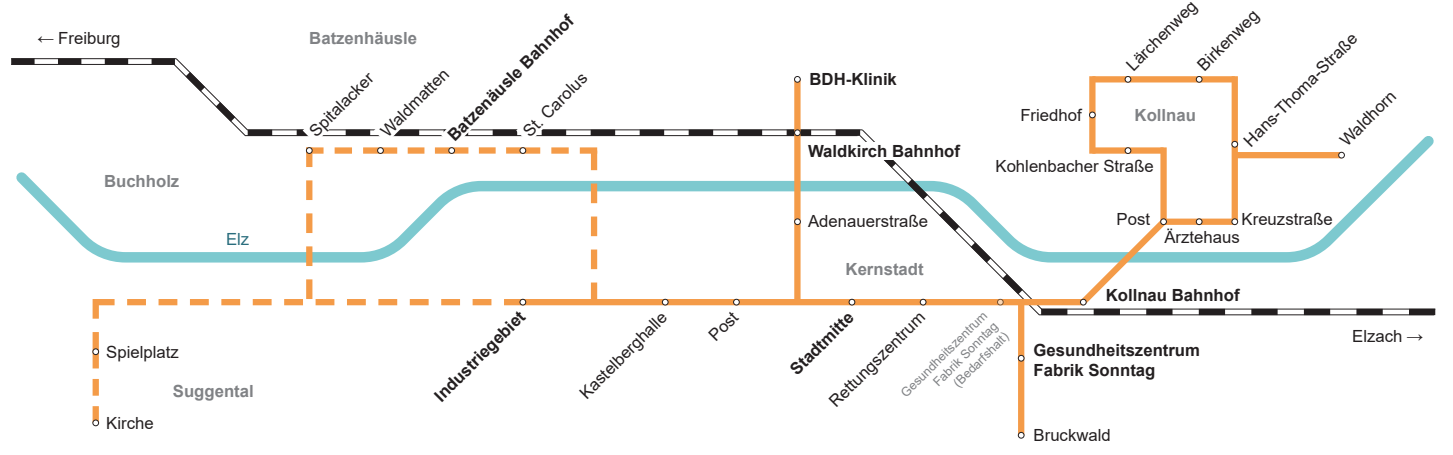 ← Freiburg
Batzenhäusle
Spitalacker
Waldmatten
Batzenäusle Bahnhof
St. Carolus
BDH-Klinik
Waldkirch Bahnhof
Lärchenweg
Birkenweg
Hans-Thoma-Straße
Waldhorn
Friedhof
Kollnau
Kohlenbacher Straße
Buchholz
Elz
Adenauerstraße
Post
Kreuzstraße
Ärztehaus
Kernstadt
Kollnau Bahnhof
Elzach →
Industriegebiet
Kastelberghalle
Post
Stadtmitte
Rettungszentrum
Gesundheitszentrum
Fabrik Sonntag
(Bedarfshalt)
Gesundheitszentrum
Fabrik Sonntag
Spielplatz
Suggental
Kirche
Bruckwald